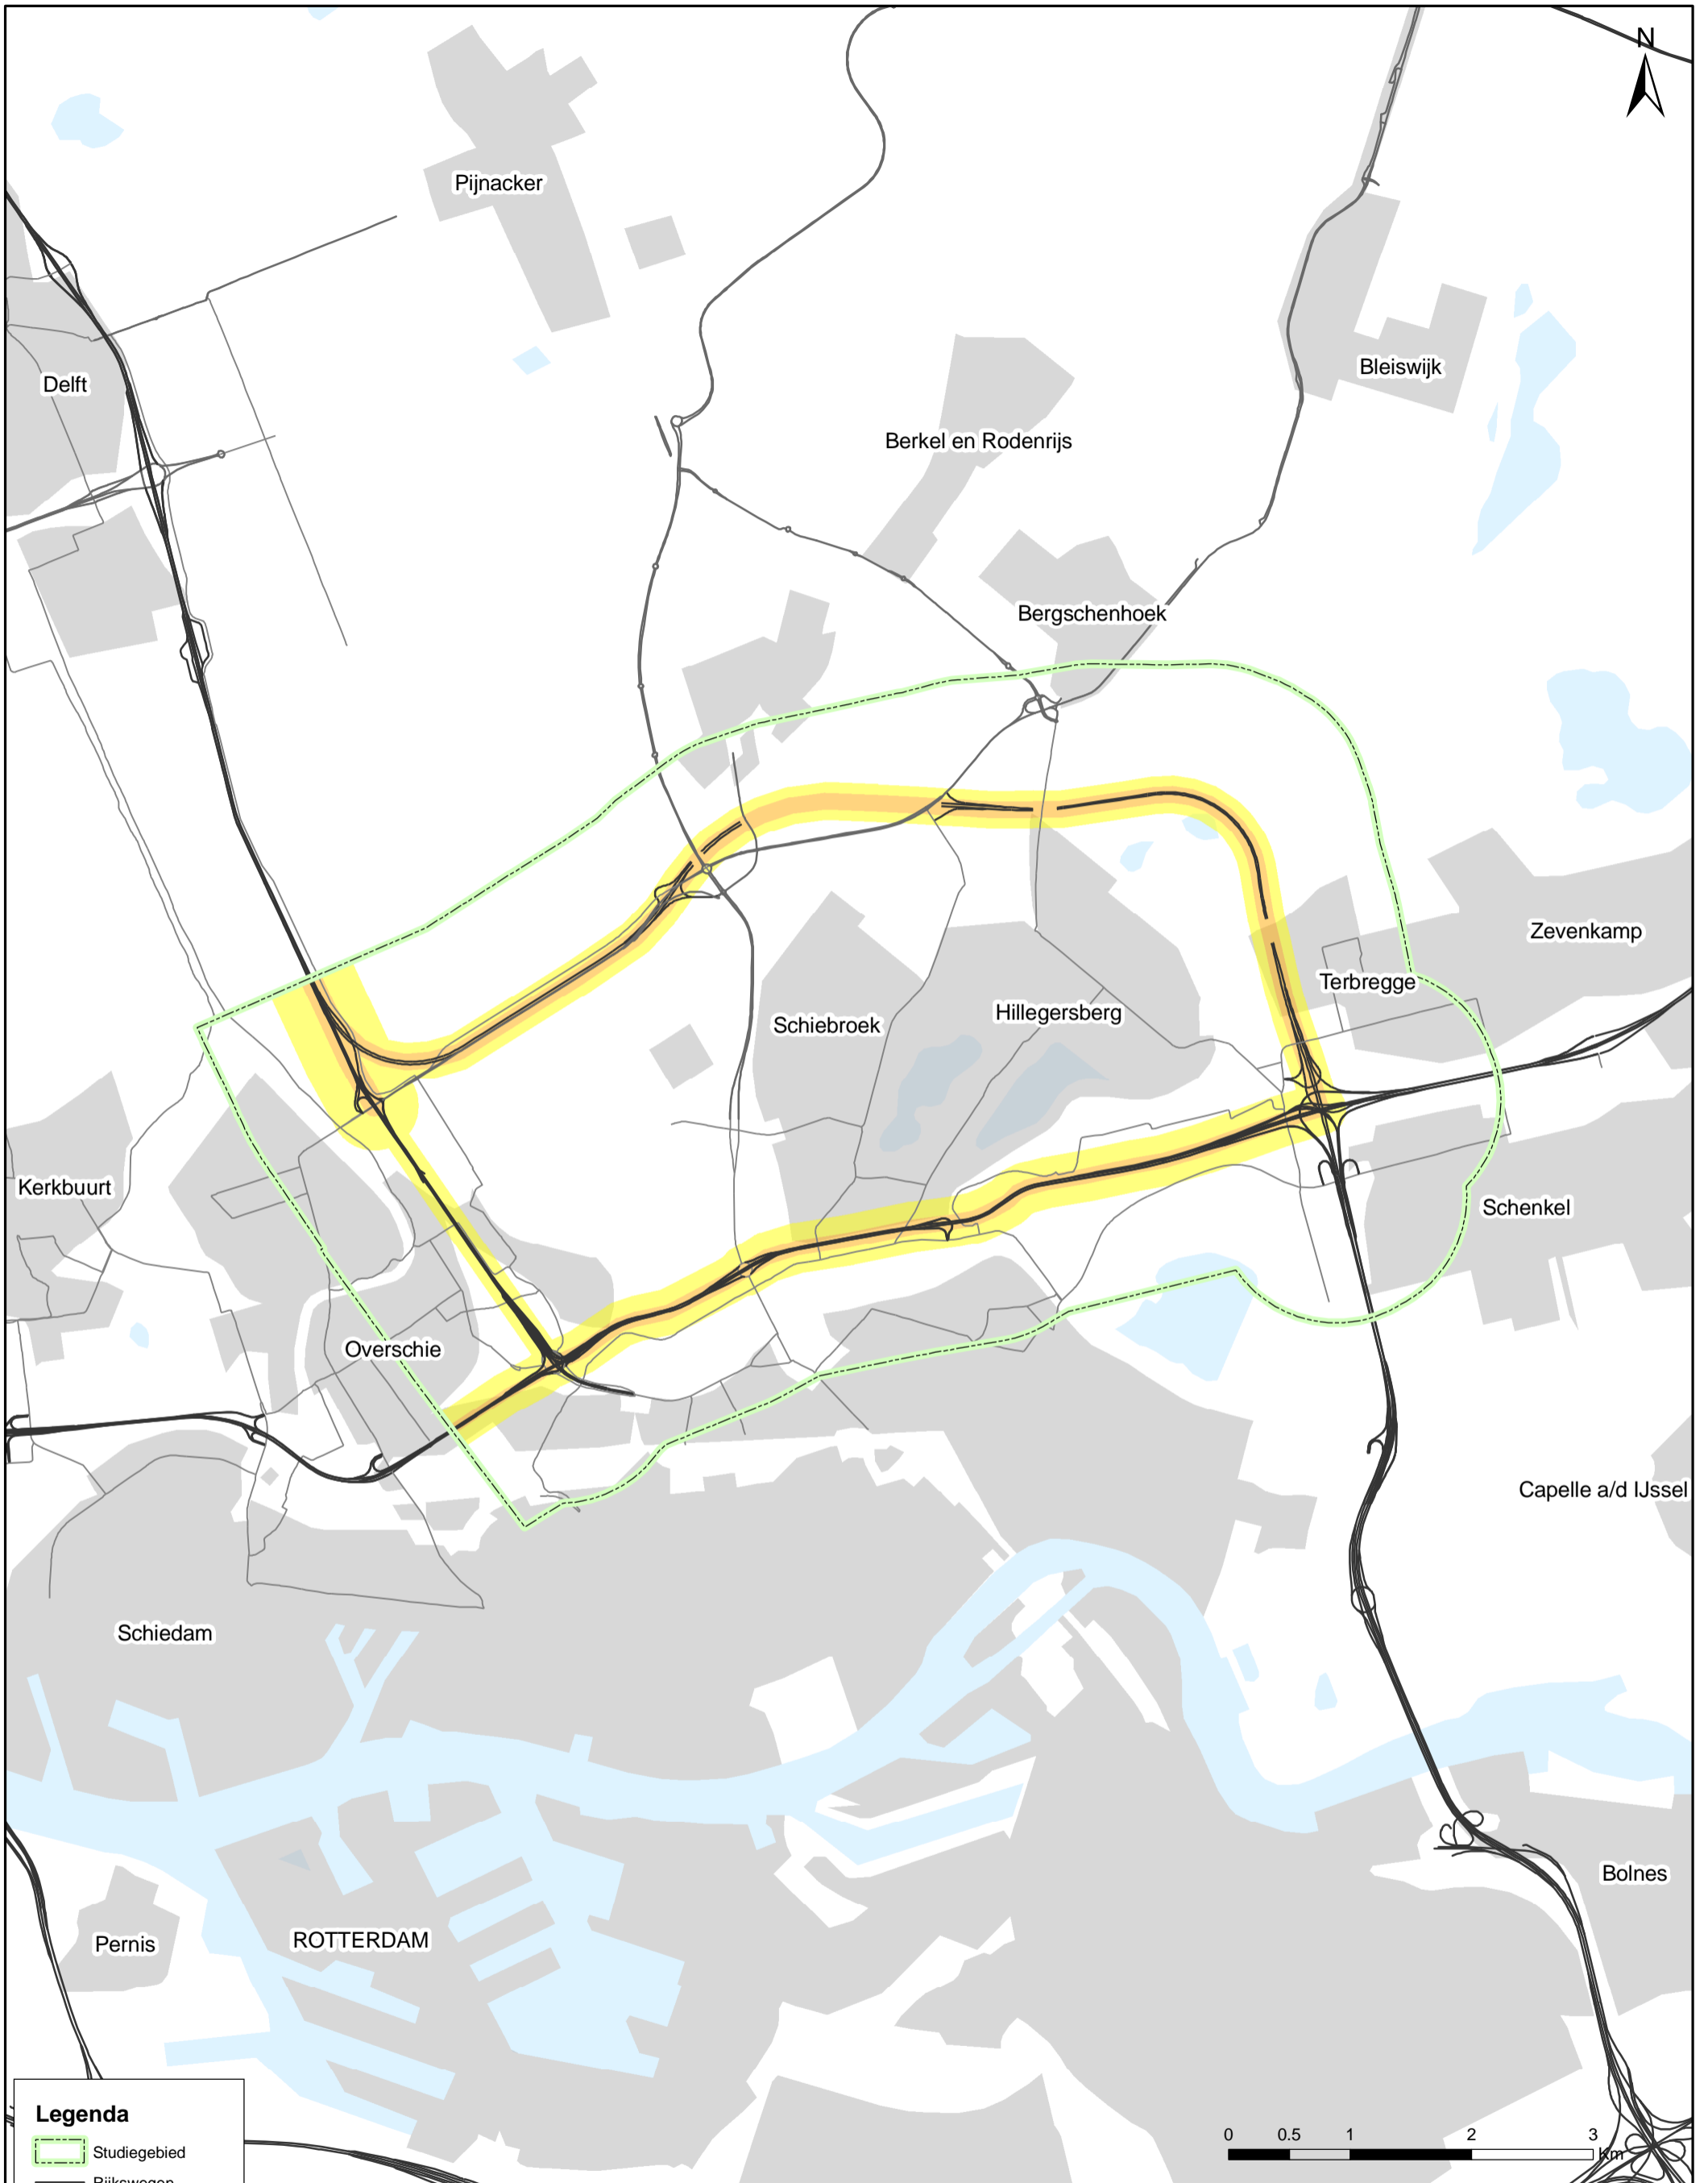 N
Pijnacker
Bleiswijk
Delft
Berkel en Rodenrijs
Bergschenhoek
Zevenkamp
Terbregge
Hillegersberg
Schiebroek
Kerkbuurt
Schenkel
Overschie
Capelle a/d IJssel
Schiedam
Bolnes
ROTTERDAM
Pernis
Legenda
0 0.5 1 2 3
Km
Studiegebied
Rijkswegen